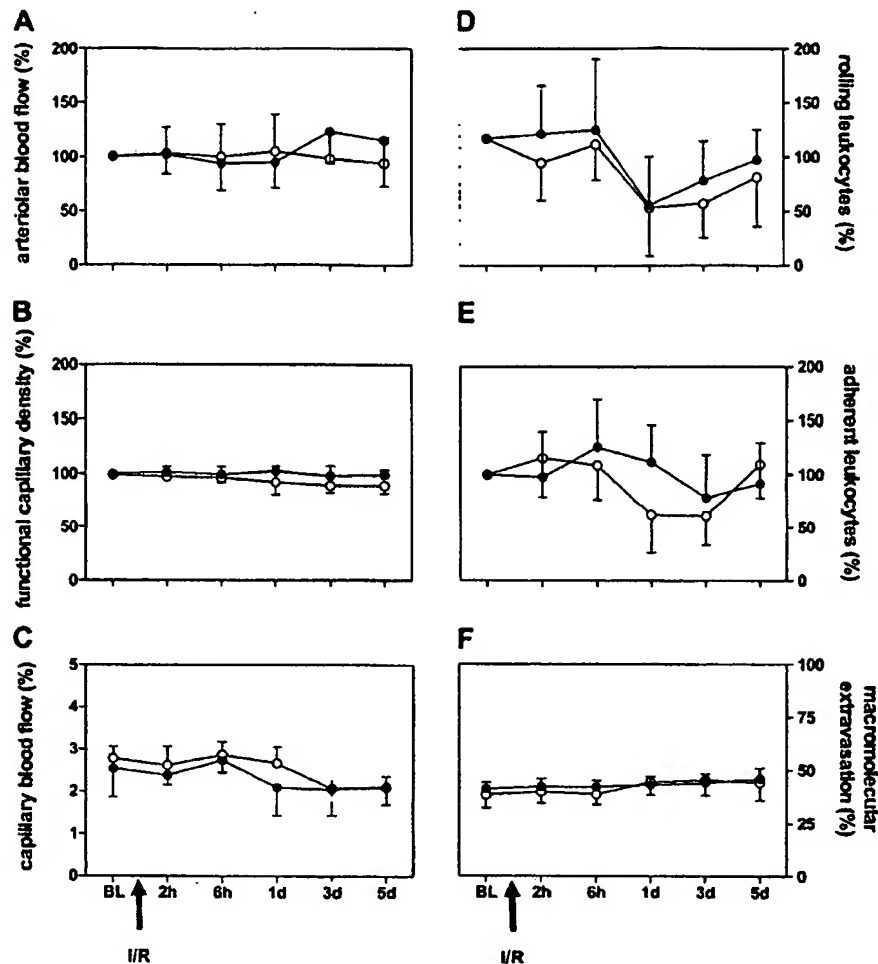 A
D
arteriolar blood flow (%)
200
150
100
50
0
200
150
100
50
0
rolling leukocytes (%)
B
E
functional capillary density (%)
200
150
100
50
0
200
150
100
50
0
adherent leukocytes (%)
C
F
capillary blood flow (%)
5
4
3
2
1
0
100
75
50
25
0
macromolecular
extravasation (%)
BL 2h 6h 1d 3d 5d
BL 2h 6h 1d 3d 5d
I/R
I/R